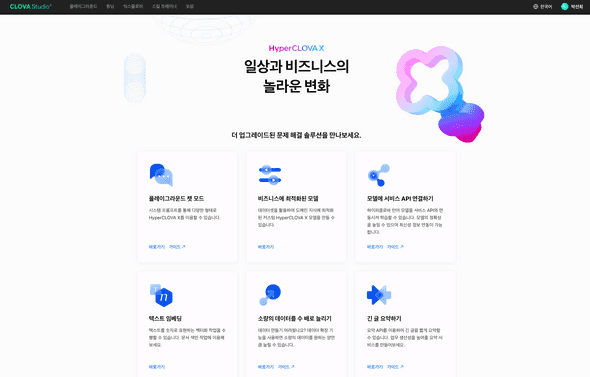 CLOVA Studio
플레이그라운드 튜닝 익스플로러 스킬 트레이너 도움
한국어
HyperCLOVA X
일상과 비즈니스의
놀라운 변화
더 업그레이드된 문제 해결 솔루션을 만나보세요.
플레이그라운드 챗 모드
시스템 프롬프트를 통해 다양한 형태로
HyperCLOVA X를 이용할 수 있습니다.
바로가기 가이드 ↗
비즈니스에 최적화된 모델
데이터셋을 활용하여 도메인 지식에 최적화
된 커스텀 HyperCLOVA X 모델을 만들 수
있습니다.
바로가기
모델에 서비스 API 연결하기
하이퍼클로바 언어 모델을 서비스 API와 연
동시켜 학습할 수 있습니다. 모델의 정확성
을 높일 수 있으며 최신성 정보 반영이 가능
합니다.
바로가기 가이드 ↗
텍스트 임베딩
텍스트를 숫자로 표현하는 벡터화 작업을 수
행할 수 있습니다. 문서 색인 작업에 이용해
보세요.
바로가기
소량의 데이터를 수 배로 늘리기
데이터 만들기 어려웠나요? 데이터 확장 기
능을 사용하면 소량의 데이터를 원하는 양만
큼 늘릴 수 있습니다.
바로가기 가이드 ↗
긴 글 요약하기
요약 API를 이용하여 긴 글을 짧게 요약할
수 있습니다. 업무 생산성을 높여줄 요약 서
비스를 만들어보세요.
바로가기 가이드 ↗